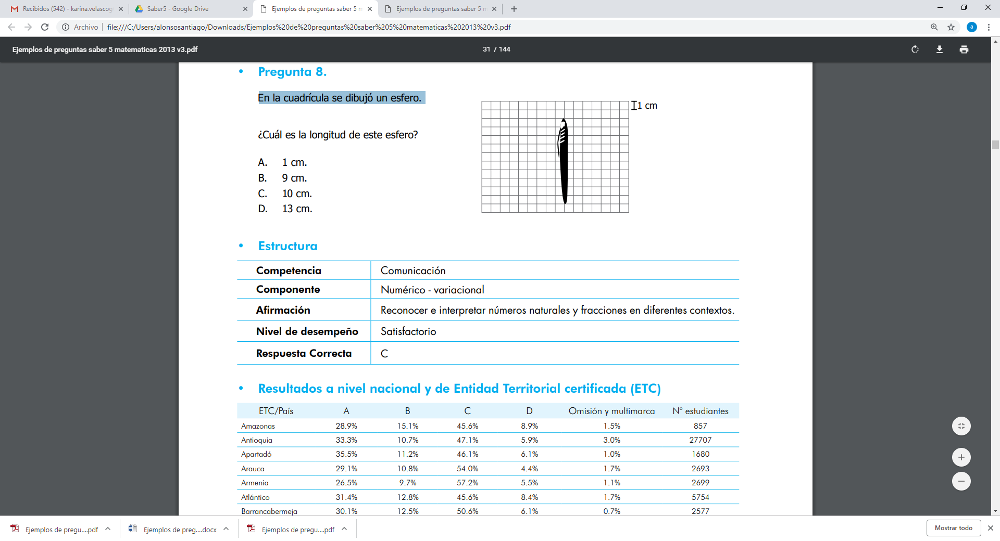 Recibidos (542) - karina.velascog
Saber5 - Google Drive
Ejemplos de preguntas saber 5 m
Ejemplos de preguntas saber 5 m
Archivo
file:///C:/Users/alonsosantiago/Downloads/Ejemplos%20de%20preguntas%20saber%205%20matematicas%202013%20v3.pdf
a
Ejemplos de preguntas saber 5 matematicas 2013 v3.pdf
31 / 144
• Pregunta 8.
En la cuadrícula se dibujó un esfero.
1 cm
¿Cuál es la longitud de este esfero?
A. 1 cm.
B. 9 cm.
C. 10 cm.
D. 13 cm.
• Estructura
Competencia Comunicación
Componente Numérico - variacional
Afirmación Reconocer e interpretar números naturales y fracciones en diferentes contextos.
Nivel de desempeño Satisfactorio
Respuesta Correcta C
• Resultados a nivel nacional y de Entidad Territorial certificada (ETC)
ETC/País A B C D Omisión y multimarca N° estudiantes
Amazonas 28.9% 15.1% 45.6% 8.9% 1.5% 857
Antioquia 33.3% 10.7% 47.1% 5.9% 3.0% 27707
Apartadó 35.5% 11.2% 46.1% 6.1% 1.0% 1680
Arauca 29.1% 10.8% 54.0% 4.4% 1.7% 2693
Armenia 26.5% 9.7% 57.2% 5.5% 1.1% 2699
Atlántico 31.4% 12.8% 45.6% 8.4% 1.7% 5754
Barrancabermeja 30.1% 12.5% 50.6% 6.1% 0.7% 2577
Ejemplos de pregu....pdf
Ejemplos de preg....docx
Ejemplos de pregu....pdf
Mostrar todo